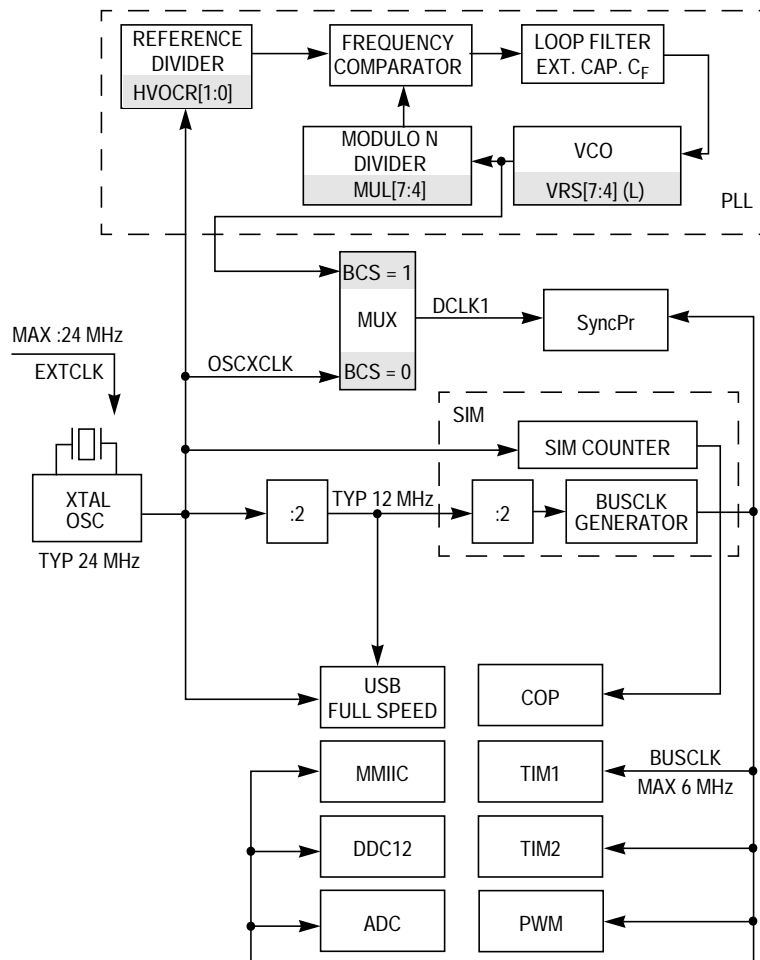 REFERENCE
DIVIDER
HVOCR[1:0]
FREQUENCY
COMPARATOR
LOOP FILTER
EXT. CAP. CF
MODULO N
DIVIDER
MUL[7:4]
VCO
VRS[7:4] (L)
PLL
BCS = 1
MUX
BCS = 0
DCLK1
SyncPr
MAX :24 MHz
EXTCLK
OSCXCLK
SIM
SIM COUNTER
XTAL
OSC
TYP 24 MHz
:2
TYP 12 MHz
:2
BUSCLK
GENERATOR
USB
FULL SPEED
COP
MMIIC
TIM1
BUSCLK
MAX 6 MHz
DDC12
TIM2
ADC
PWM